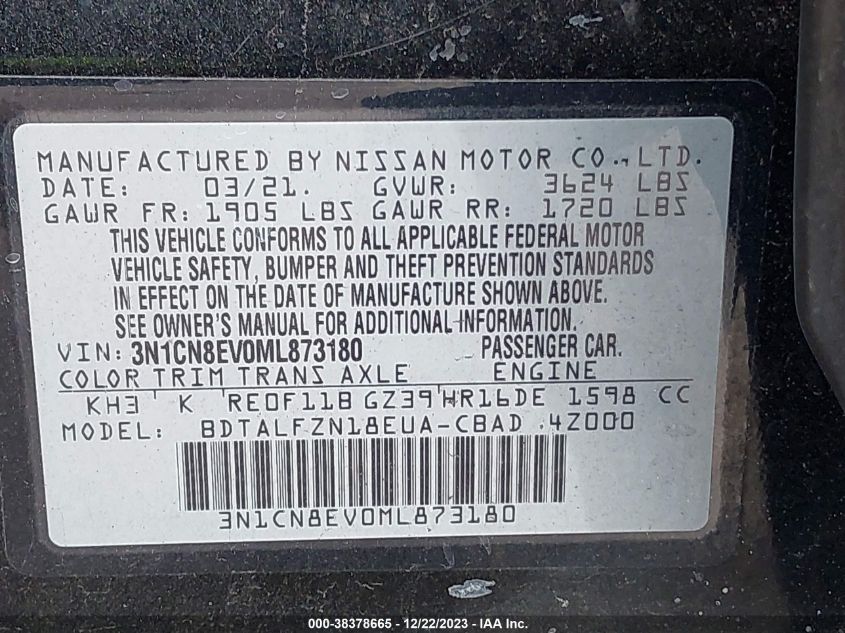 MANUFACTURED BY NISSAN MOTOR CO., LTD.
DATE: 03/21. GVWR: 3624 LBS
GAWR FR: 1905 LBS GAWR RR: 1720 LBS
THIS VEHICLE CONFORMS TO ALL APPLICABLE FEDERAL MOTOR
VEHICLE SAFETY, BUMPER AND THEFT PREVENTION STANDARDS
IN EFFECT ON THE DATE OF MANUFACTURE SHOWN ABOVE.
SEE OWNER'S MANUAL FOR ADDITIONAL INFORMATION.
VIN: 3N1CN8EV0ML873180 PASSENGER CAR.
COLOR TRIM TRANS AXLE ENGINE
KH3 K RE0F11B GZ39 HR16DE 1598 CC
MODEL: BDTALFZN18EUA-CBAD 4Z000
3N1CN8EV0ML873180
000-38378665 - 12/22/2023 - IAAI Inc.